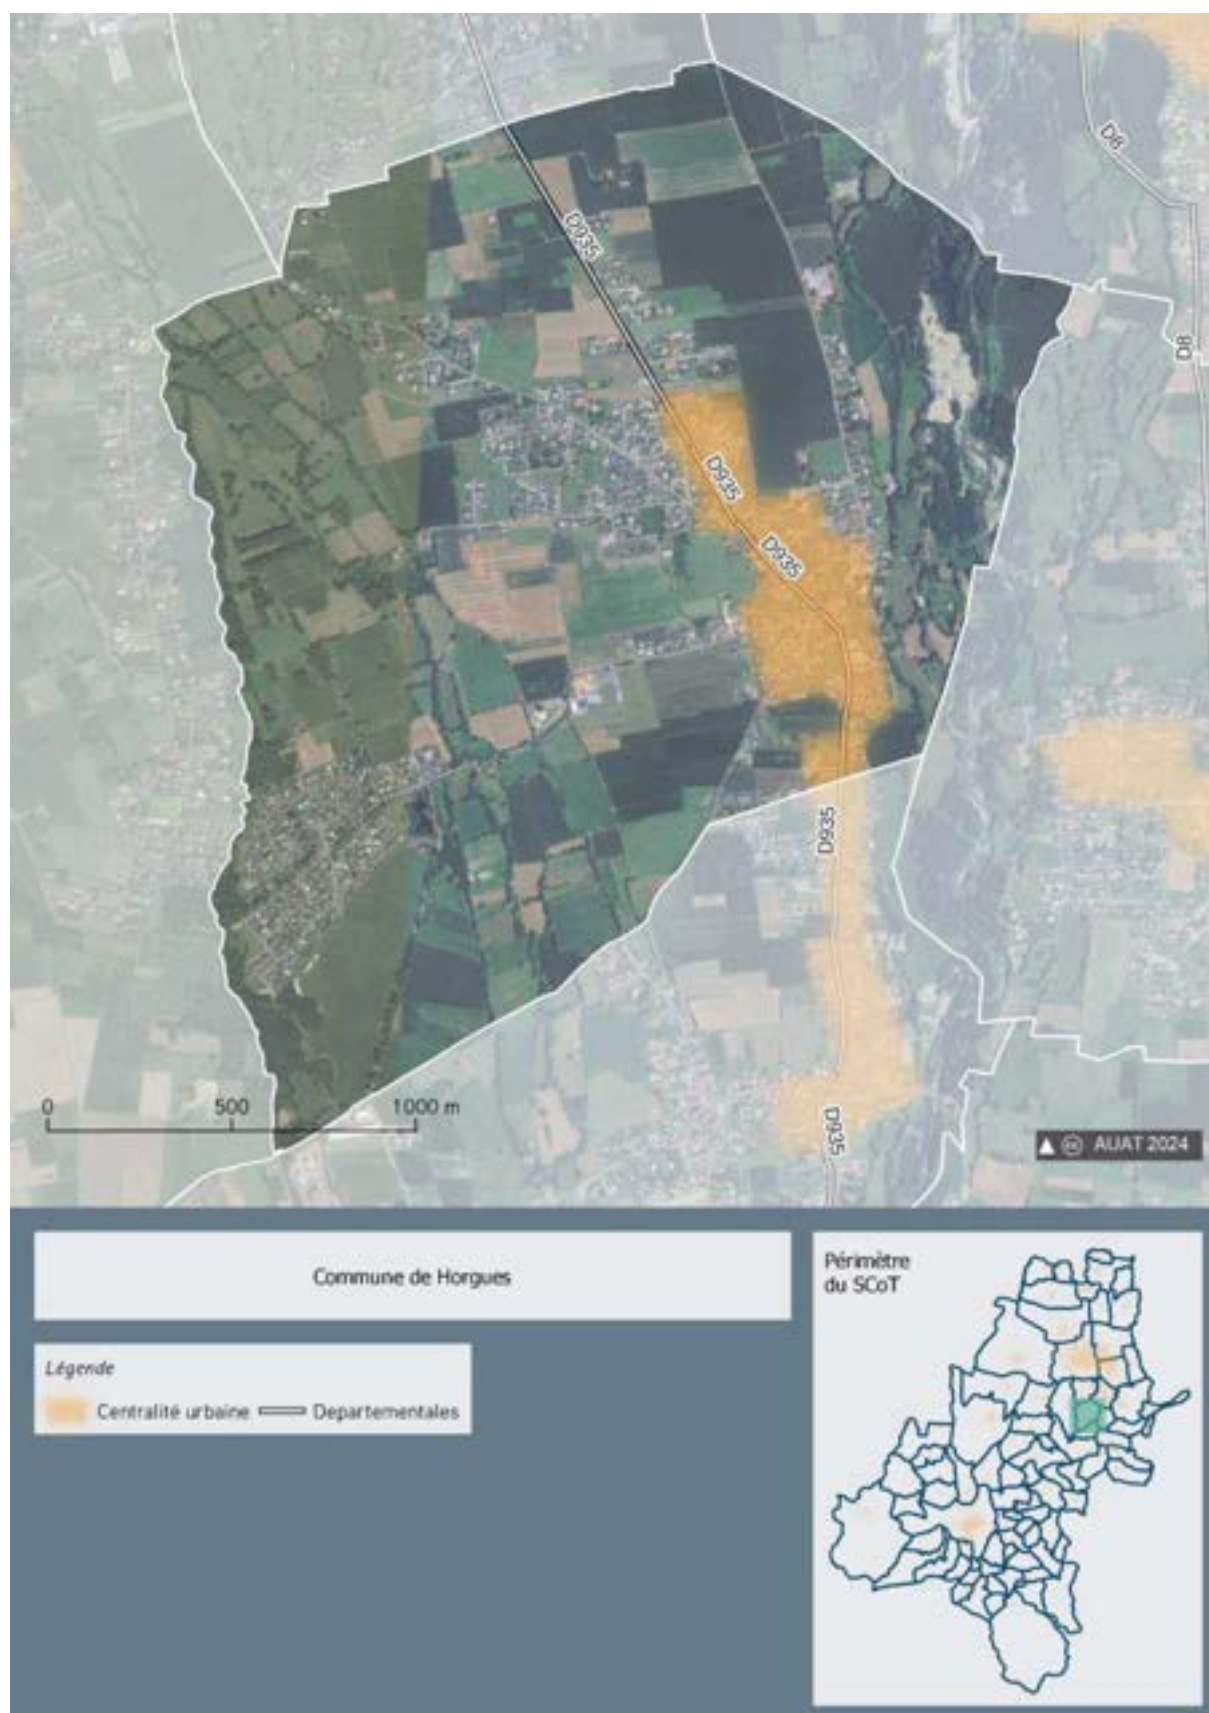 D8
D935
D8
D935
D935
D935
0 500 1000 m
D935
AUAT 2024
Commune de Horgues
Périmètre
du SCoT
Légende
Centralité urbaine
Departementales